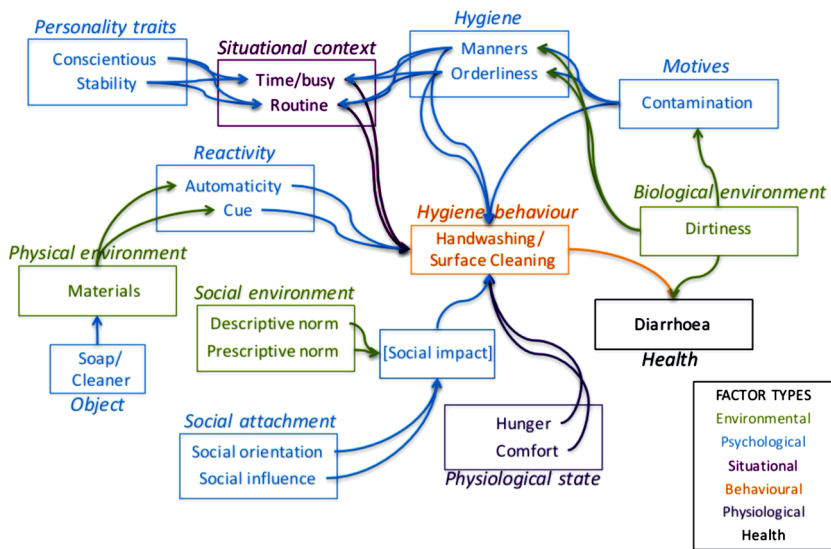 Personality traits
Conscientious
Stability
Situational context
Time/busy
Routine
Hygiene
Manners
Orderliness
Motives
Contamination
Reactivity
Automaticity
Cue
Biological environment
Dirtiness
Hygiene behaviour
Handwashing/
Surface Cleaning
Physical environment
Materials
Social environment
Descriptive norm
Prescriptive norm
[Social impact]
Diarrhoea
Health
Soap/
Cleaner
Object
Social attachment
Social orientation
Social influence
Hunger
Comfort
Physiological state
FACTOR TYPES
Environmental
Psychological
Situational
Behavioural
Physiological
Health